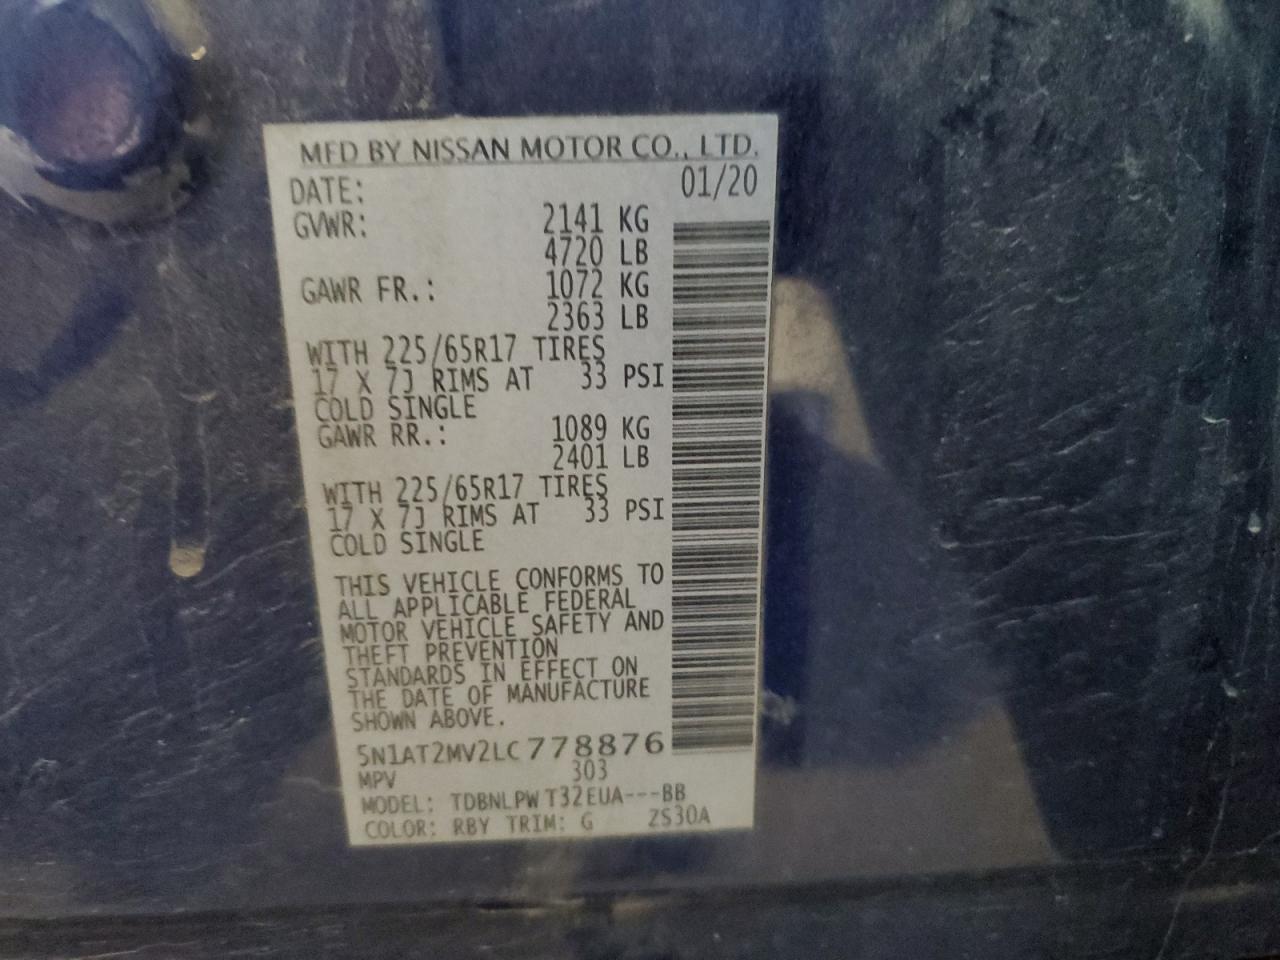 MFD BY NISSAN MOTOR CO., LTD.
DATE: 01/20
GVWR: 2141 KG
4720 LB
GAWR FR.: 1072 KG
2363 LB
WITH 225/65R17 TIRES
17 X 7J RIMS AT 33 PSI
COLD SINGLE
GAWR RR.: 1089 KG
2401 LB
WITH 225/65R17 TIRES
17 X 7J RIMS AT 33 PSI
COLD SINGLE
THIS VEHICLE CONFORMS TO
ALL APPLICABLE FEDERAL
MOTOR VEHICLE SAFETY AND
THEFT PREVENTION
STANDARDS IN EFFECT ON
THE DATE OF MANUFACTURE
SHOWN ABOVE.
5N1AT2MV2LC778876
MPV 303
MODEL: TDBNLPW T32EUA---BB
COLOR: RBY TRIM: G ZS30A